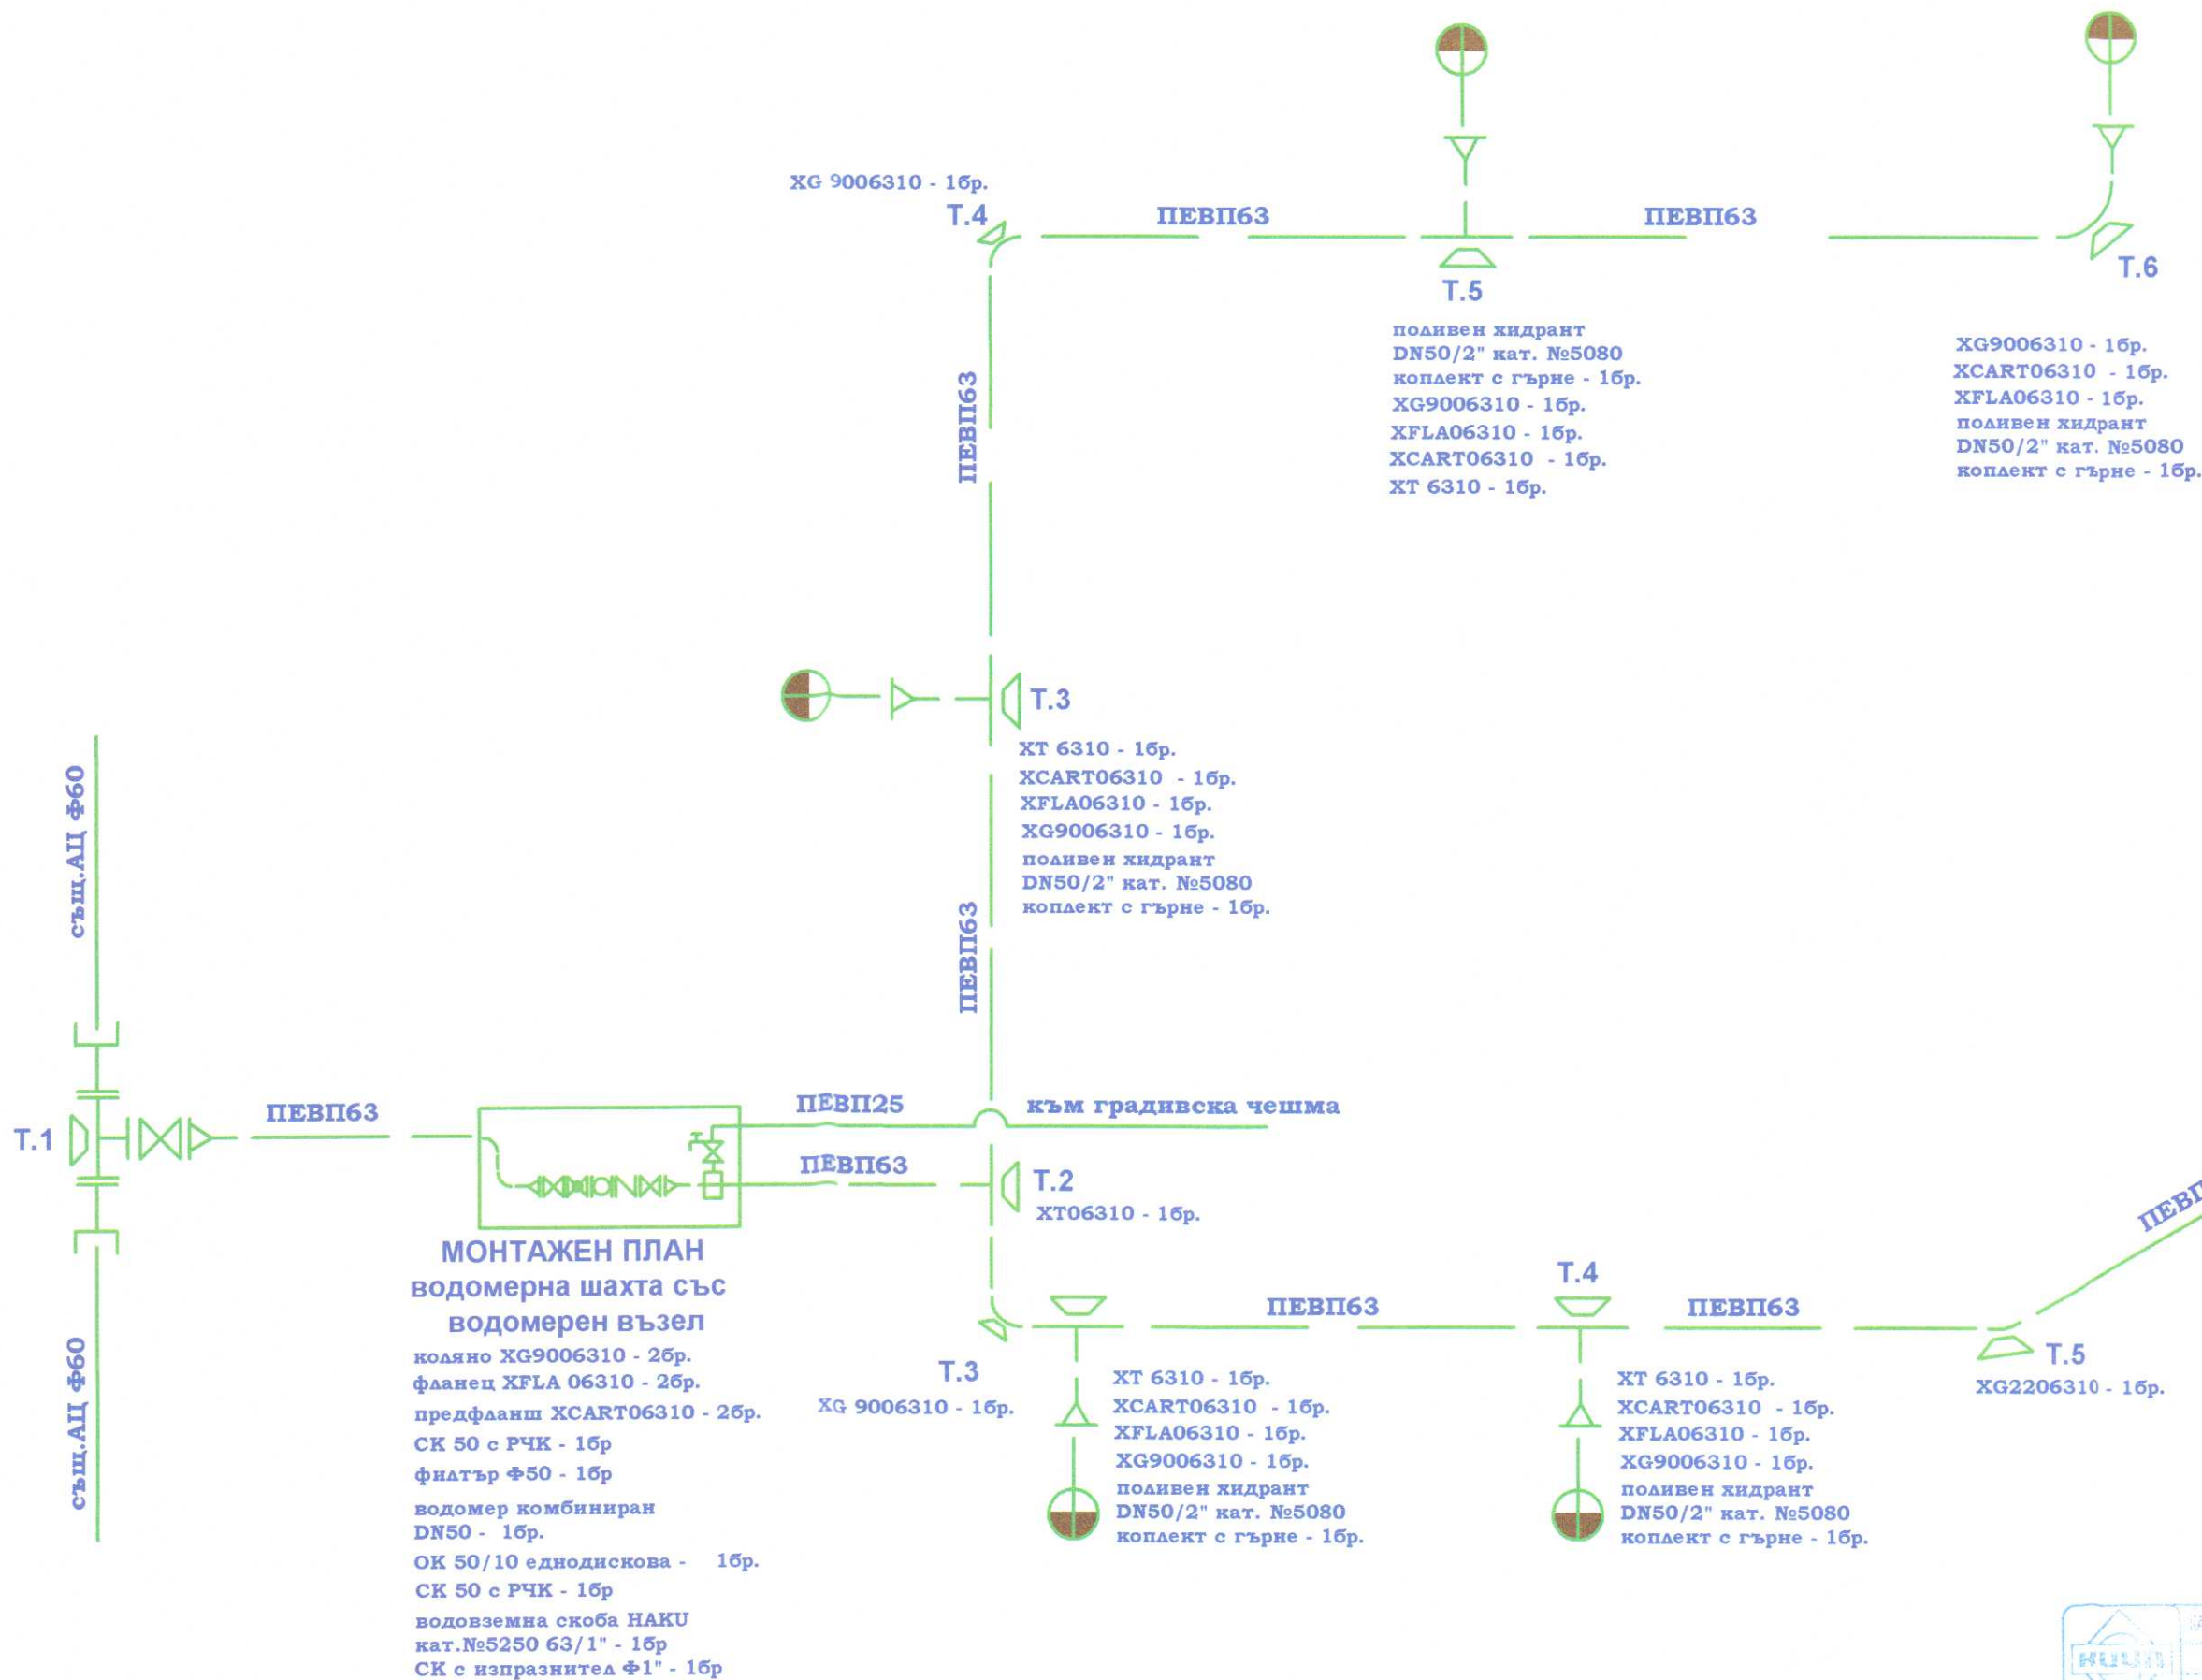 XG 9006310 - 1бр.
Т.4
ПЕВП63
ПЕВП63
Т.5
поливен хидрант
DN50/2" кат. №5080
коплект с гърне - 1бр.
XG9006310 - 1бр.
XFLA06310 - 1бр.
XCART06310 - 1бр.
XT 6310 - 1бр.
Т.6
XG9006310 - 1бр.
XCART06310 - 1бр.
XFLA06310 - 1бр.
поливен хидрант
DN50/2" кат. №5080
коплект с гърне - 1бр.
ПЕВП63
Т.3
XT 6310 - 1бр.
XCART06310 - 1бр.
XFLA06310 - 1бр.
XG9006310 - 1бр.
поливен хидрант
DN50/2" кат. №5080
коплект с гърне - 1бр.
ПЕВП63
същ.АЦ Ф60
Т.1
ПЕВП63
ПЕВП25
към градивска чешма
ПЕВП63
Т.2
XT06310 - 1бр.
същ.АЦ Ф60
МОНТАЖЕН ПЛАН
водомерна шахта със
водомерен възел
коляно XG9006310 - 2бр.
фланец XFLA 06310 - 2бр.
предфланш XCART06310 - 2бр.
СК 50 с РЧК - 1бр
филтър Ф50 - 1бр
водомер комбиниран
DN50 - 1бр.
ОК 50/10 еднодискова - 1бр.
СК 50 с РЧК - 1бр
водовземна скоба HAKU
кат.№5250 63/1" - 1бр
СК с изпразнител Ф1" - 1бр
Т.3
XG 9006310 - 1бр.
XT 6310 - 1бр.
XCART06310 - 1бр.
XFLA06310 - 1бр.
XG9006310 - 1бр.
поливен хидрант
DN50/2" кат. №5080
коплект с гърне - 1бр.
ПЕВП63
Т.4
XT 6310 - 1бр.
XCART06310 - 1бр.
XFLA06310 - 1бр.
XG9006310 - 1бр.
поливен хидрант
DN50/2" кат. №5080
коплект с гърне - 1бр.
ПЕВП63
Т.5
XG2206310 - 1бр.